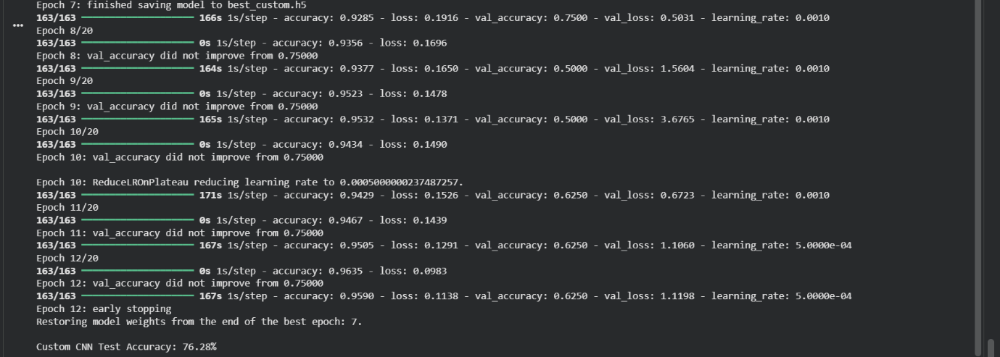 Epoch 7: finished saving model to best_custom.h5
163/163 ━━━━━━━━━━━━━━━━━━━━ 166s 1s/step - accuracy: 0.9285 - loss: 0.1916 - val_accuracy: 0.7500 - val_loss: 0.5031 - learning_rate: 0.0010
Epoch 8/20
163/163 ━━━━━━━━━━━━━━━━━━━━ 0s 1s/step - accuracy: 0.9356 - loss: 0.1696
Epoch 8: val_accuracy did not improve from 0.75000
163/163 ━━━━━━━━━━━━━━━━━━━━ 164s 1s/step - accuracy: 0.9377 - loss: 0.1650 - val_accuracy: 0.5000 - val_loss: 1.5604 - learning_rate: 0.0010
Epoch 9/20
163/163 ━━━━━━━━━━━━━━━━━━━━ 0s 1s/step - accuracy: 0.9523 - loss: 0.1478
Epoch 9: val_accuracy did not improve from 0.75000
163/163 ━━━━━━━━━━━━━━━━━━━━ 165s 1s/step - accuracy: 0.9532 - loss: 0.1371 - val_accuracy: 0.5000 - val_loss: 3.6765 - learning_rate: 0.0010
Epoch 10/20
163/163 ━━━━━━━━━━━━━━━━━━━━ 0s 1s/step - accuracy: 0.9434 - loss: 0.1490
Epoch 10: val_accuracy did not improve from 0.75000
Epoch 10: ReduceLROnPlateau reducing learning rate to 0.0005000000237487257.
163/163 ━━━━━━━━━━━━━━━━━━━━ 171s 1s/step - accuracy: 0.9429 - loss: 0.1526 - val_accuracy: 0.6250 - val_loss: 0.6723 - learning_rate: 0.0010
Epoch 11/20
163/163 ━━━━━━━━━━━━━━━━━━━━ 0s 1s/step - accuracy: 0.9467 - loss: 0.1439
Epoch 11: val_accuracy did not improve from 0.75000
163/163 ━━━━━━━━━━━━━━━━━━━━ 167s 1s/step - accuracy: 0.9505 - loss: 0.1291 - val_accuracy: 0.6250 - val_loss: 1.1060 - learning_rate: 5.0000e-04
Epoch 12/20
163/163 ━━━━━━━━━━━━━━━━━━━━ 0s 1s/step - accuracy: 0.9635 - loss: 0.0983
Epoch 12: val_accuracy did not improve from 0.75000
163/163 ━━━━━━━━━━━━━━━━━━━━ 167s 1s/step - accuracy: 0.9590 - loss: 0.1138 - val_accuracy: 0.6250 - val_loss: 1.1198 - learning_rate: 5.0000e-04
Epoch 12: early stopping
Restoring model weights from the end of the best epoch: 7.
Custom CNN Test Accuracy: 76.28%